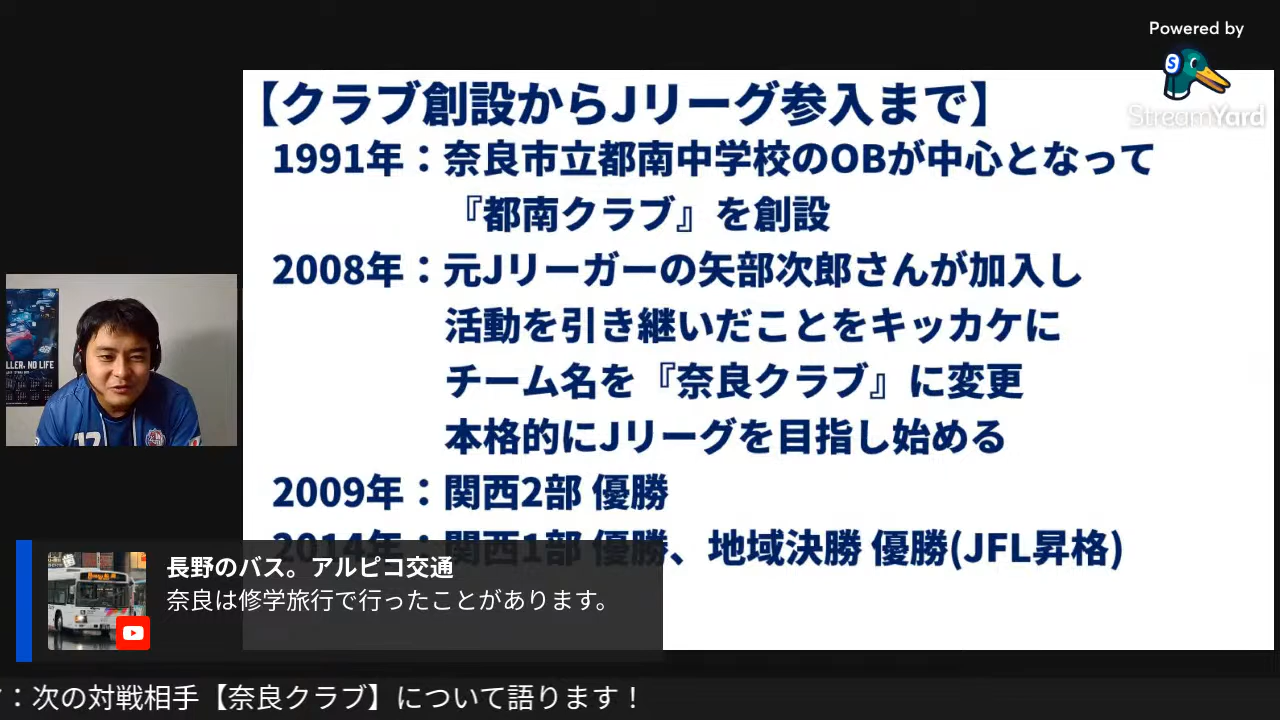 Powered by
StreamYard
【クラブ創設からJリーグ参入まで】
1991年：奈良市立都南中学校のOBが中心となって
『都南クラブ』を創設
2008年：元Jリーガーの矢部次郎さんが加入し
活動を引き継いだことをキッカケに
チーム名を『奈良クラブ』に変更
本格的にJリーグを目指し始める
2009年：関西2部 優勝
2014年：関西1部 優勝、地域決勝 優勝(JFL昇格)
LLER, NO LIFE
17
長野のバス。アルピコ交通
奈良は修学旅行で行ったことがあります。
：次の対戦相手【奈良クラブ】について語ります！